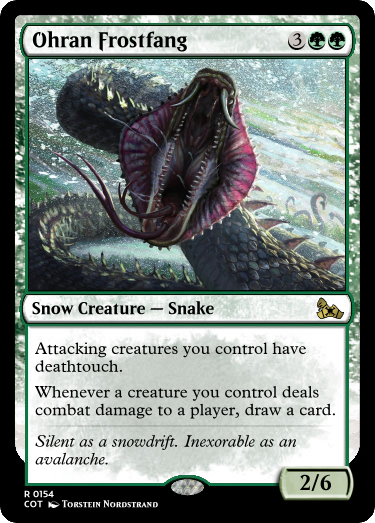 Ohran Frostfang 3
Snow Creature — Snake
Attacking creatures you control have
deathtouch.
Whenever a creature you control deals
combat damage to a player, draw a card.
Silent as a snowdrift. Inexorable as an
avalanche.
2/6
R 0154
COT Torstein Nordstrand